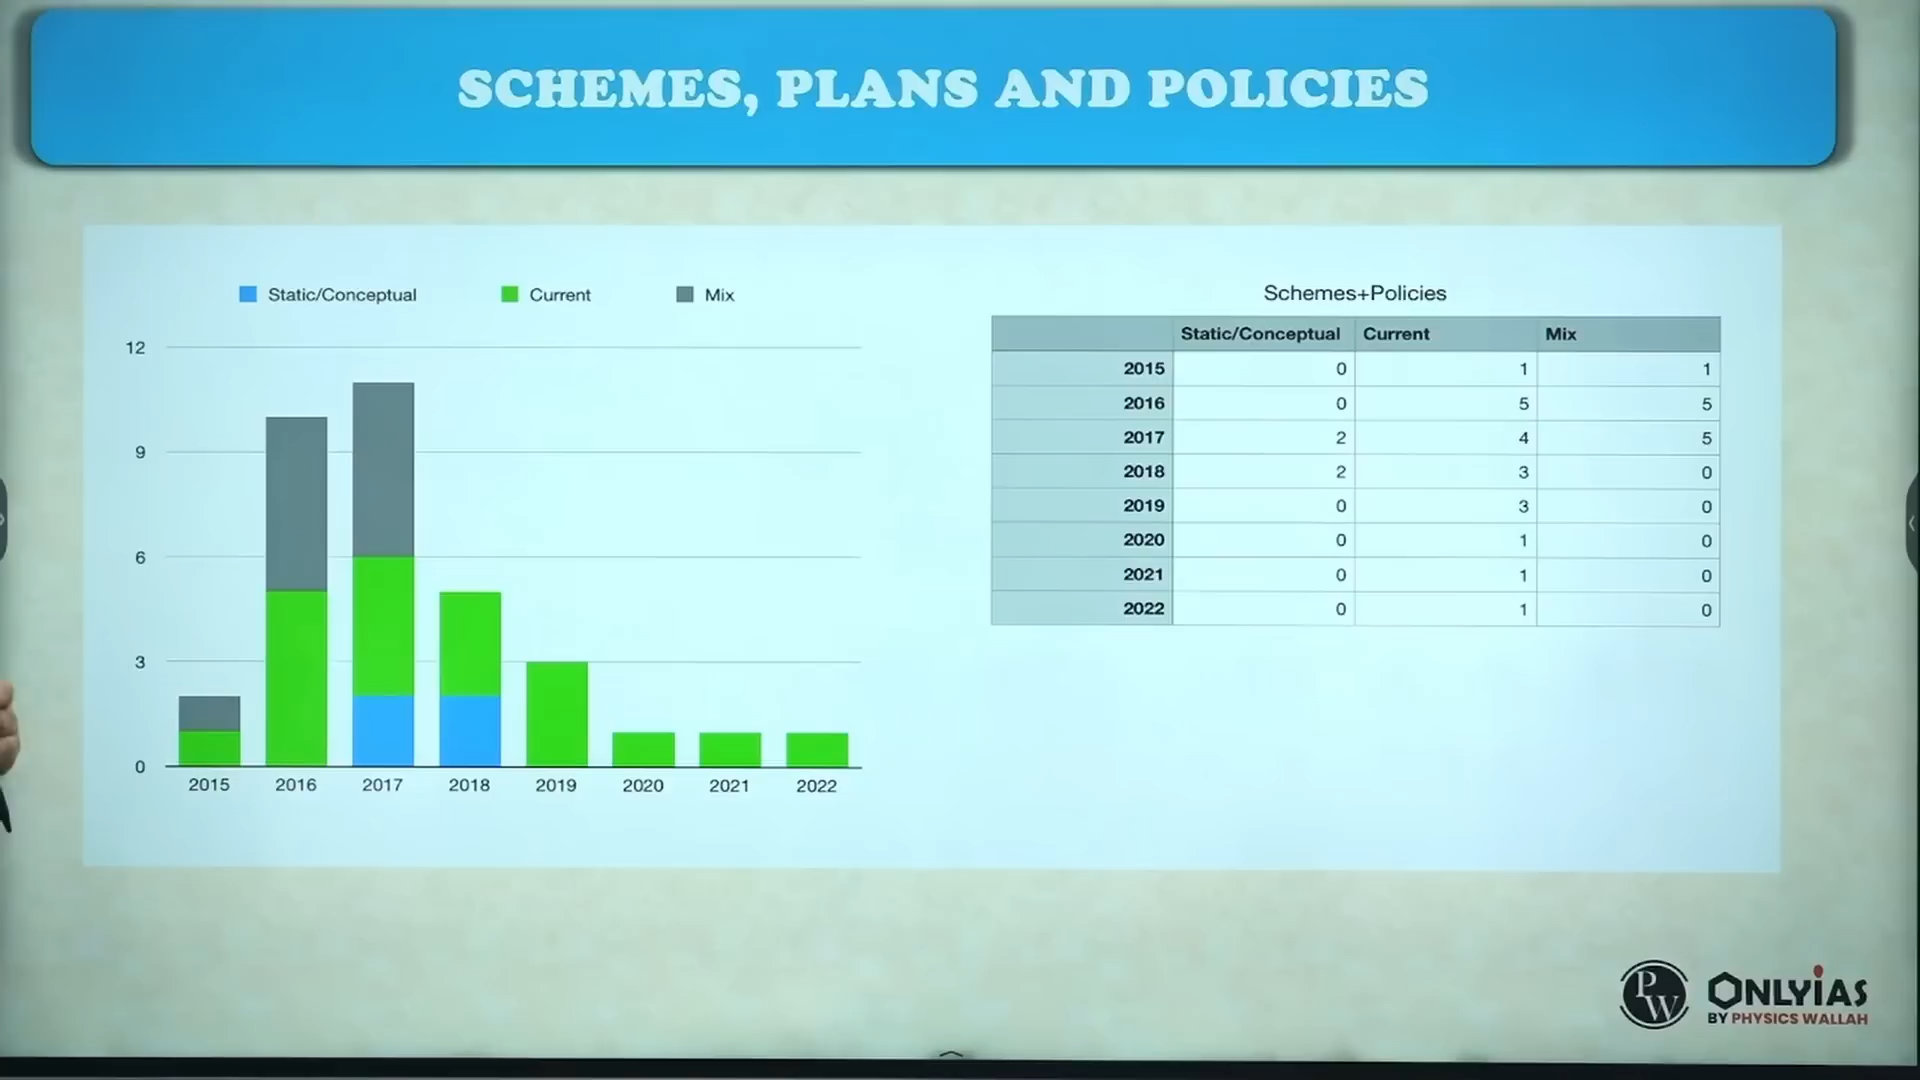 SCHEMES, PLANS AND POLICIES
Static/Conceptual Current Mix
12
9
6
3
0
2015 2016 2017 2018 2019 2020 2021 2022
Schemes+Policies
Static/Conceptual Current Mix
2015 0 1 1
2016 0 5 5
2017 2 4 5
2018 2 3 0
2019 0 3 0
2020 0 1 0
2021 0 1 0
2022 0 1 0
PW
ONLYIAS
BY PHYSICS WALLAH